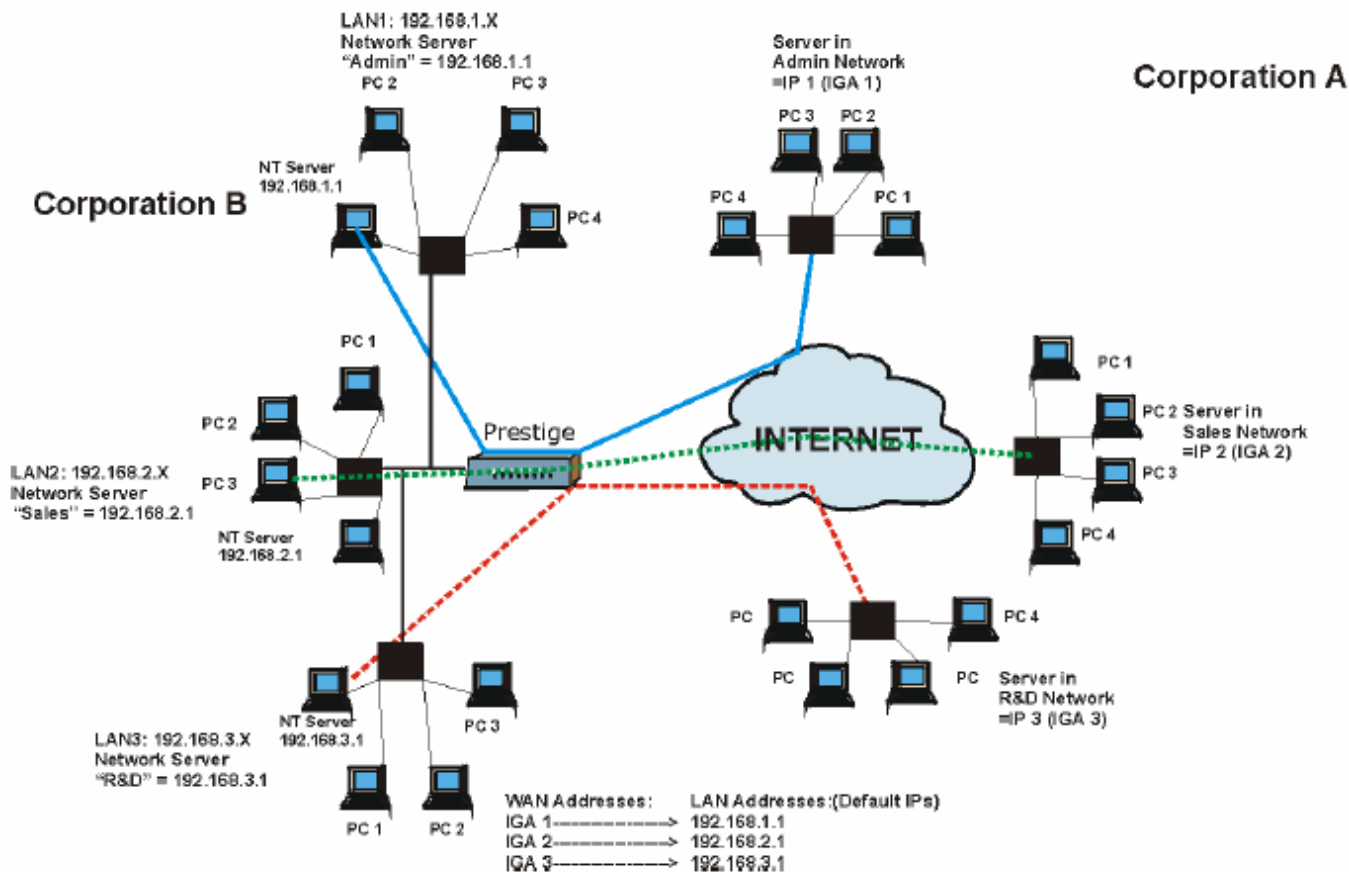 LAN1: 192.168.1.X
Network Server
“Admin” = 192.168.1.1
PC 2
PC 3
NT Server
192.168.1.1
PC 4
Corporation B
Server in
Admin Network
=IP 1 (IGA 1)
PC 3
PC 2
PC 4
PC 1
Corporation A
PC 1
PC 2
PC 3
LAN2: 192.168.2.X
Network Server
“Sales” = 192.168.2.1
NT Server
192.168.2.1
Prestige
INTERNET
PC 1
PC 2
Server in
Sales Network
=IP 2 (IGA 2)
PC 3
PC 4
NT Server
192.168.3.1
PC 3
LAN3: 192.168.3.X
Network Server
“R&D” = 192.168.3.1
PC 1
PC 2
PC
PC 4
PC
PC
Server in
R&D Network
=IP 3 (IGA 3)
WAN Addresses: LAN Addresses:(Default IPs)
IGA 1---------------------> 192.168.1.1
IGA 2---------------------> 192.168.2.1
IGA 3---------------------> 192.168.3.1